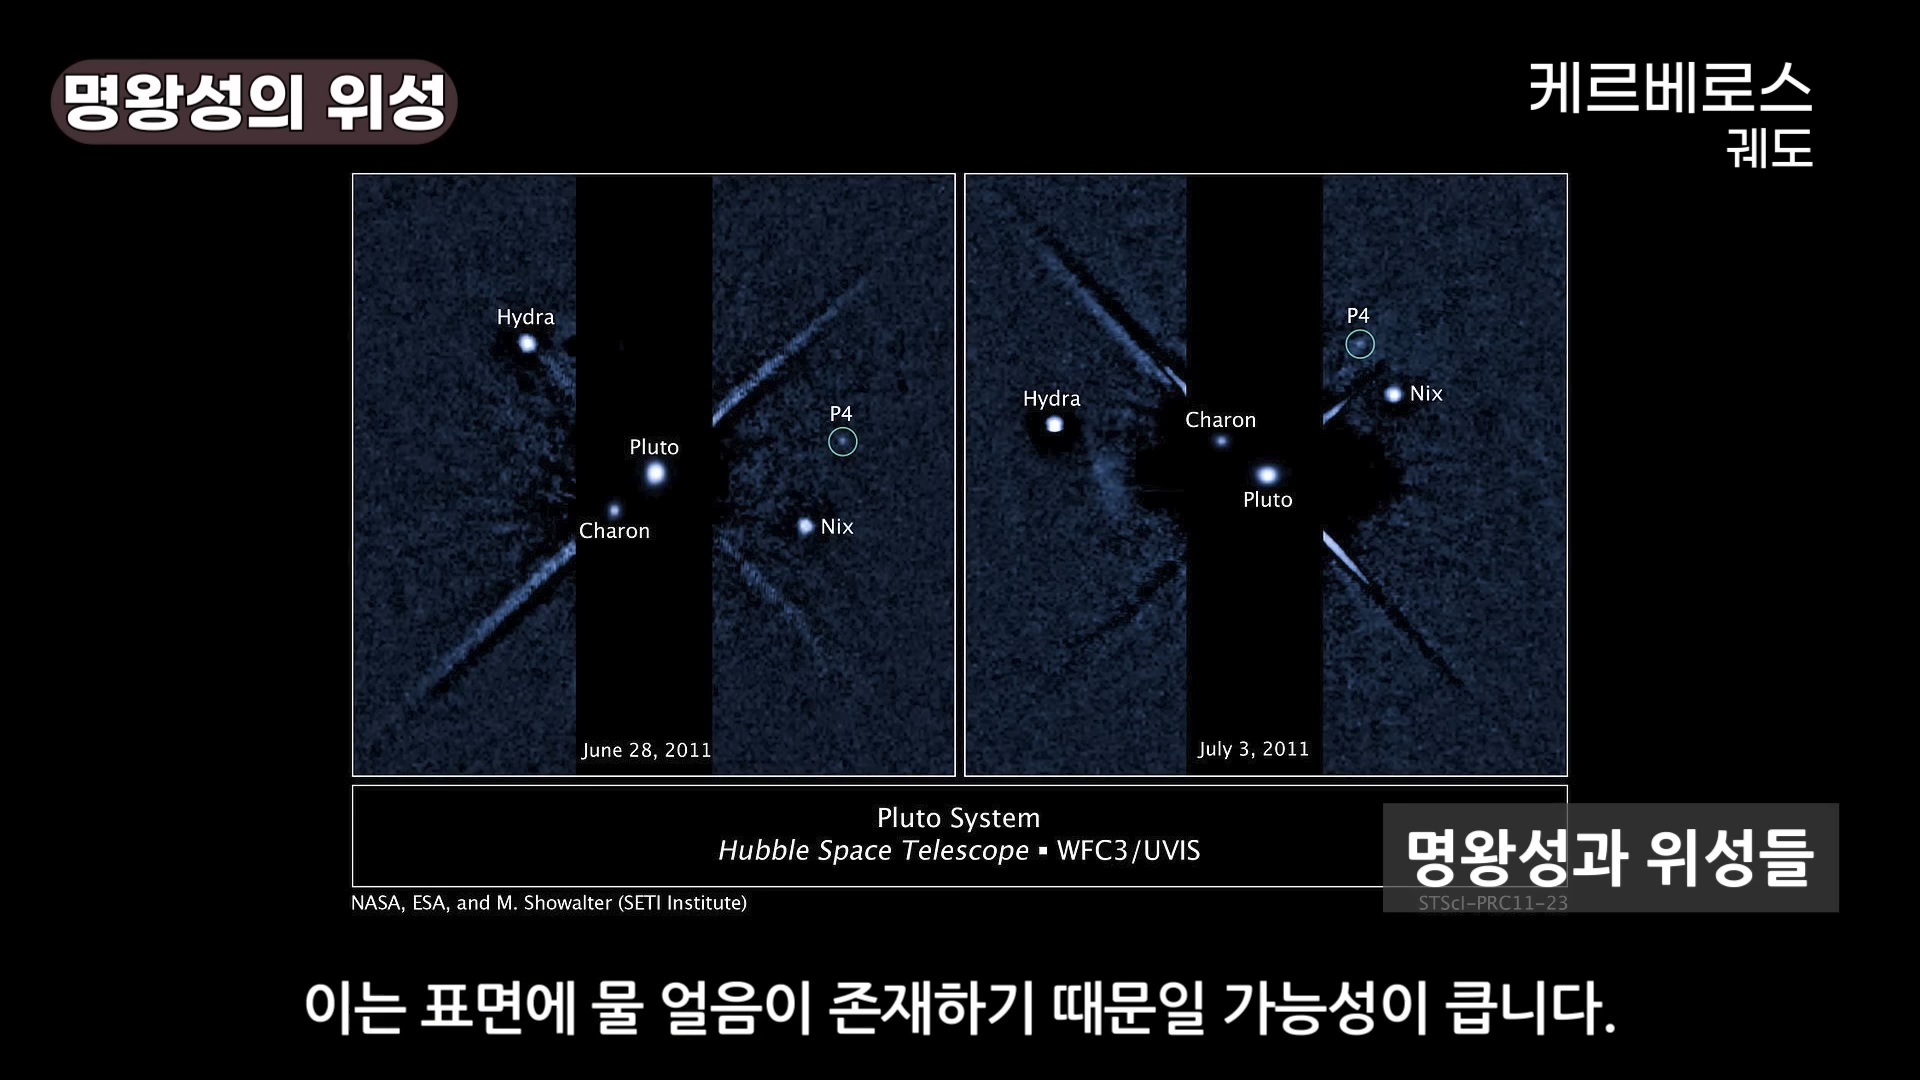 명왕성의 위성
케르베로스
궤도
Hydra
Pluto
Charon
P4
Nix
June 28, 2011
P4
Nix
Hydra
Charon
Pluto
July 3, 2011
Pluto System
Hubble Space Telescope ▪ WFC3/UVIS
NASA, ESA, and M. Showalter (SETI Institute)
STScI-PRC11-23
명왕성과 위성들
이는 표면에 물 얼음이 존재하기 때문일 가능성이 큽니다.